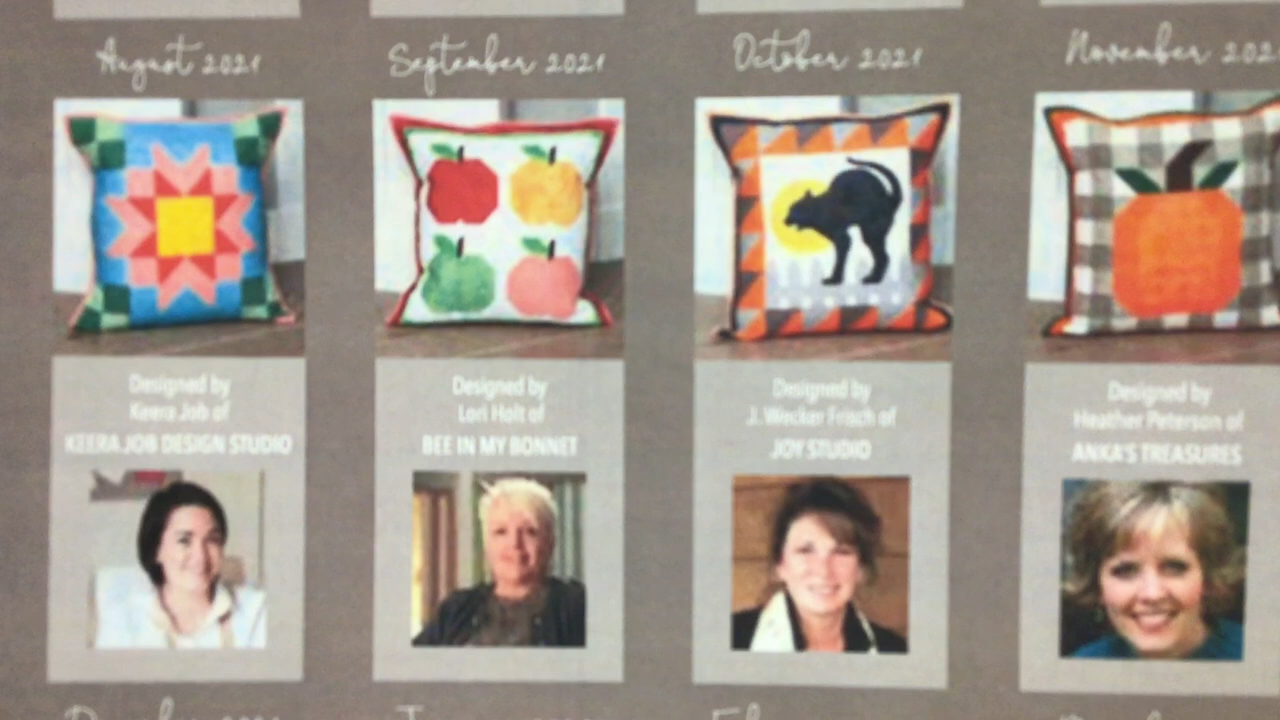 August 2021
September 2021
October 2021
November 202
Designed by
Keera Job of
KEERA JOB DESIGN STUDIO
Designed by
Lori Holt of
BEE IN MY BONNET
Designed by
J. Wecker Frisch of
JOY STUDIO
Designed by
Heather Peterson of
ANKA'S TREASURES